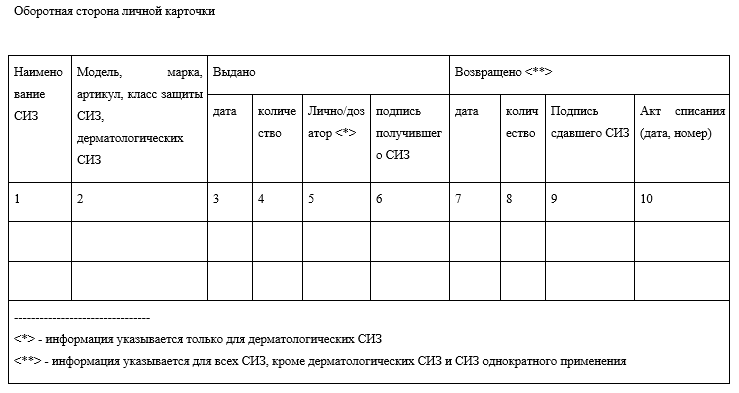 Оборотная сторона личной карточки
Наимено
вание
СИЗ
Модель, марка,
артикул, класс защиты
СИЗ,
дерматологических
СИЗ
Выдано
Возвращено <**>
дата
количе
ство
Лично/доз
атор <*>
подпись
получившег
о СИЗ
дата
колич
ество
Подпись
сдавшего СИЗ
Акт списания
(дата, номер)
1 2 3 4 5 6 7 8 9 10
--------------------------------
<*> - информация указывается только для дерматологических СИЗ
<**> - информация указывается для всех СИЗ, кроме дерматологических СИЗ и СИЗ однократного применения